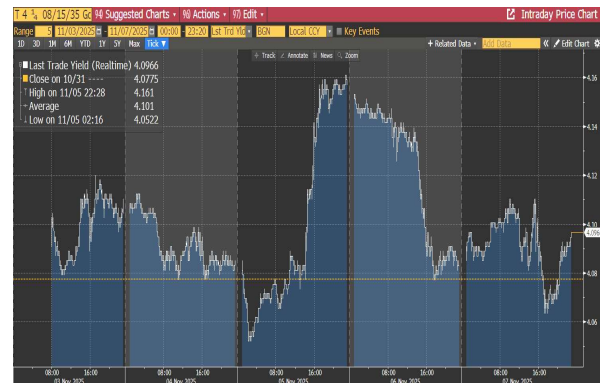 T 4 ¼ 08/15/35 Go 94) Suggested Charts 96) Actions 97) Edit Intraday Price Chart
Range 5 11/03/2025 - 11/07/2025 00:00 - 23:20 Lst Trd Yld BGN Local CCY Key Events
1D 3D 1M 6M YTD 1Y 5Y Max Tick + Related Data Add Data Edit Chart
Track Annotate News Zoom
Last Trade Yield (Realtime) 4.0966
Close on 10/31 ---- 4.0775
High on 11/05 22:28 4.161
Average 4.101
Low on 11/05 02:16 4.0522
4.16
4.14
4.12
4.10
4.0966
4.08
4.06
08:00 16:00 08:00 16:00 08:00 16:00 08:00 16:00 08:00 16:00
03 Nov 2025 04 Nov 2025 05 Nov 2025 06 Nov 2025 07 Nov 2025